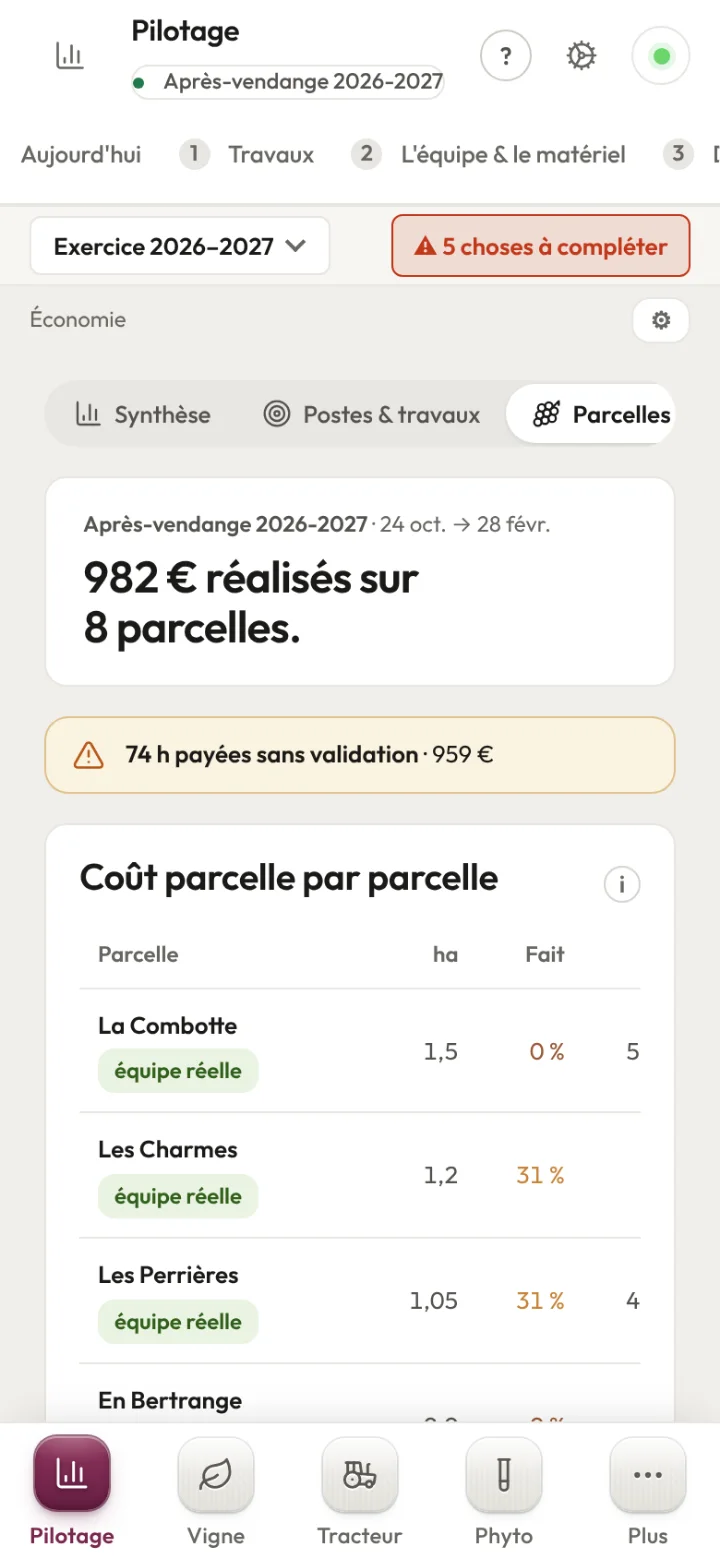 Pilotage
Après-vendange 2026-2027
?
Aujourd'hui 1 Travaux 2 L'équipe & le matériel 3
Exercice 2026–2027
5 choses à compléter
Économie
Synthèse Postes & travaux Parcelles
Après-vendange 2026-2027 · 24 oct. → 28 févr.
982 € réalisés sur
8 parcelles.
74 h payées sans validation · 959 €
Coût parcelle par parcelle
i
Parcelle ha Fait
La Combotte
équipe réelle
1,5 0 % 5
Les Charmes
équipe réelle
1,2 31 %
Les Perrières
équipe réelle
1,05 31 % 4
En Bertrange
Pilotage Vigne Tracteur Phyto Plus